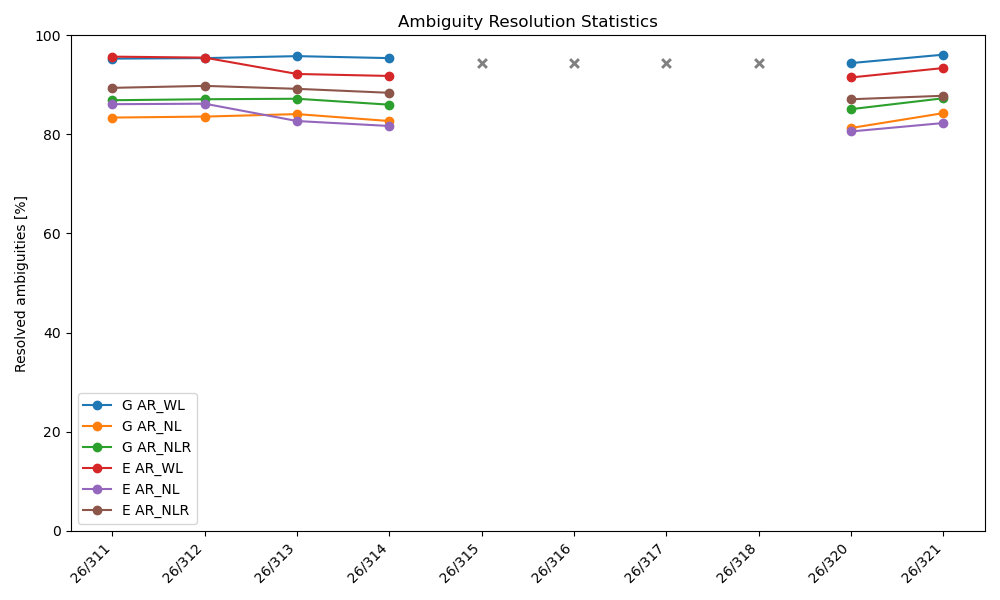 Ambiguity Resolution Statistics
Resolved ambiguities [%]
100
80
60
40
20
0
G AR_WL
G AR_NL
G AR_NLR
E AR_WL
E AR_NL
E AR_NLR
26/311
26/312
26/313
26/314
26/315
26/316
26/317
26/318
26/320
26/321